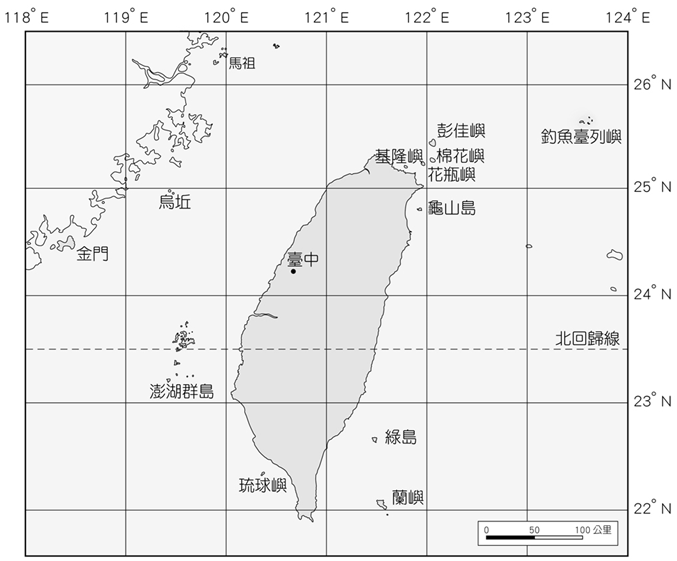 118° E 119° E 120° E 121° E 122° E 123° E 124° E
馬祖
26° N
彭佳嶼
釣魚臺列嶼
基隆嶼
棉花嶼
花瓶嶼
25° N
烏坵
龜山島
金門
臺中
24° N
北回歸線
澎湖群島
23° N
綠島
琉球嶼
蘭嶼
22° N
0 50 100 公里